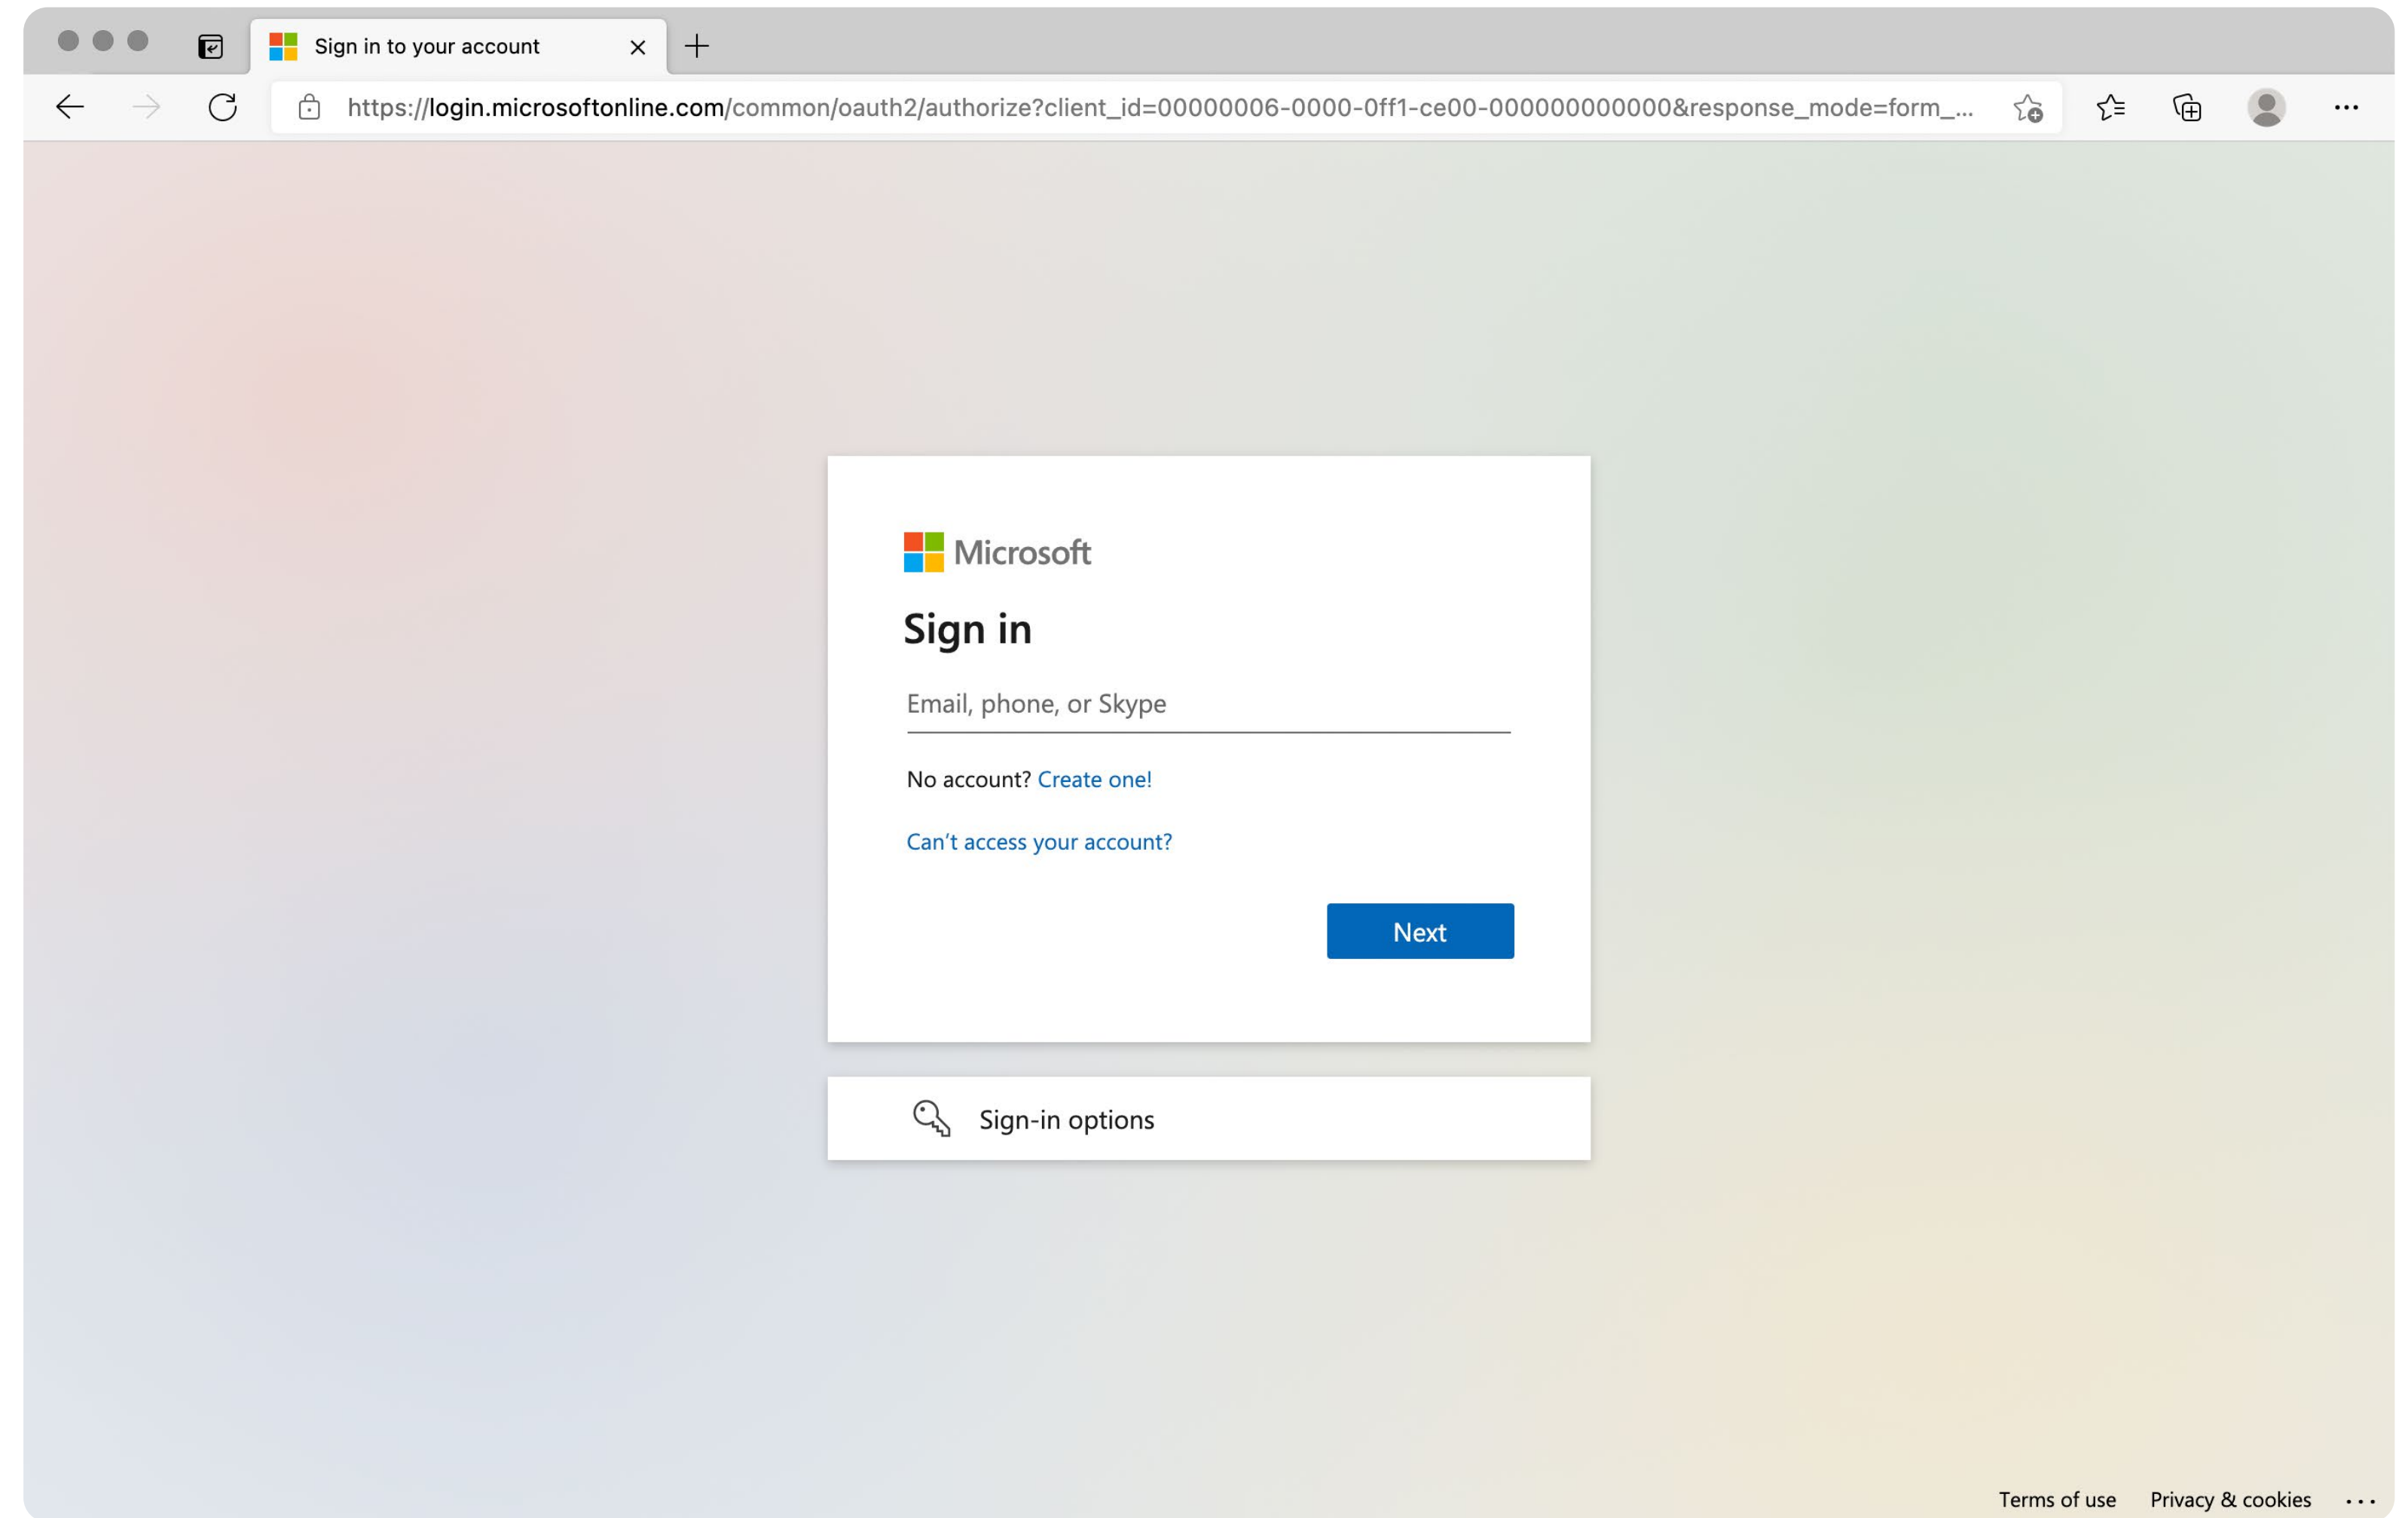 Sign in to your account
https://login.microsoftonline.com/common/oauth2/authorize?client_id=00000006-0000-0ff1-ce00-000000000000&response_mode=form_...
Microsoft
Sign in
Email, phone, or Skype
No account? Create one!
Can’t access your account?
Next
Sign-in options
Terms of use Privacy & cookies ...